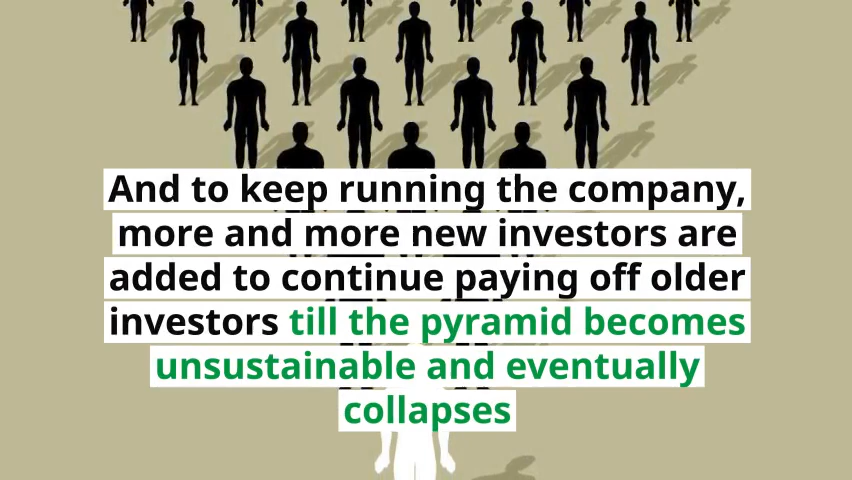 And to keep running the company,
more and more new investors are
added to continue paying off older
investors till the pyramid becomes
unsustainable and eventually
collapses